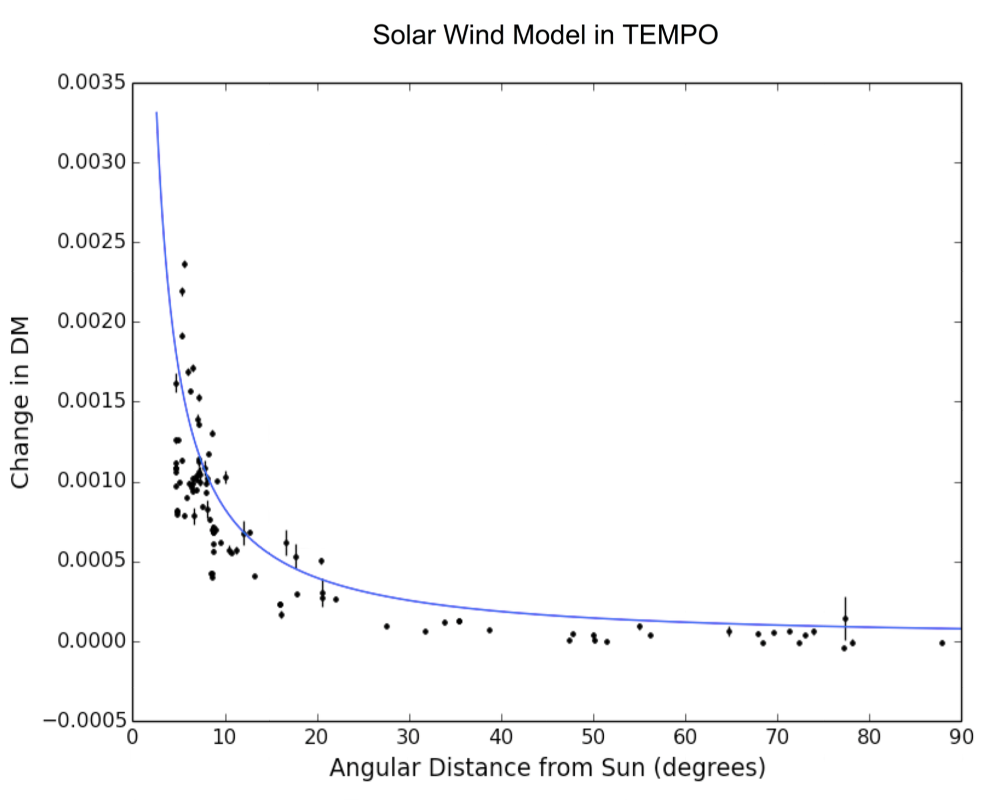 Solar Wind Model in TEMPO
0.0035
0.0030
0.0025
0.0020
0.0015
0.0010
0.0005
0.0000
−0.0005
Change in DM
0 10 20 30 40 50 60 70 80 90
Angular Distance from Sun (degrees)